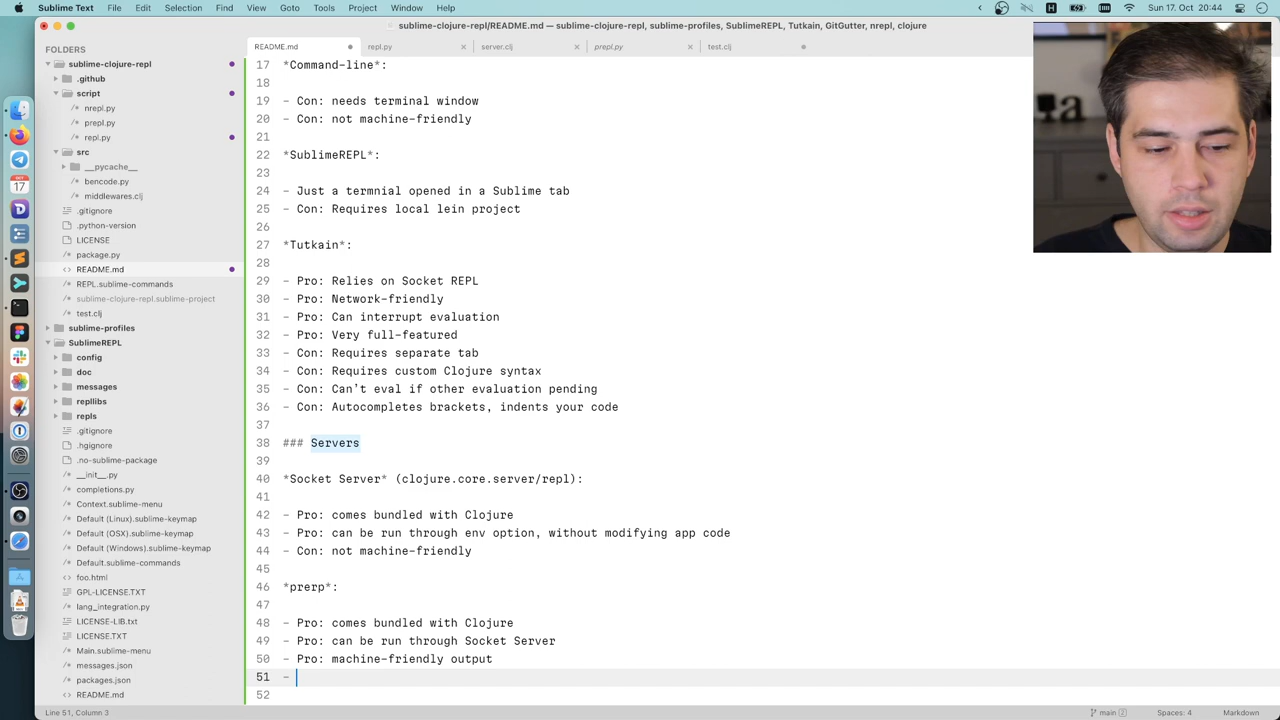 Sublime Text File Edit Selection Find View Goto Tools Project Window Help Sun 17. Oct 20:44
sublime-clojure-repl/README.md — sublime-clojure-repl, sublime-profiles, SublimeREPL, Tutkain, GitGutter, nrepl, clojure
FOLDERS
sublime-clojure-repl
.github
script
nrepl.py
prepl.py
repl.py
src
__pycache__
bencode.py
middlewares.clj
.gitignore
.python-version
LICENSE
package.py
README.md
REPL.sublime-commands
sublime-clojure-repl.sublime-project
test.clj
sublime-profiles
SublimeREPL
config
doc
messages
repllibs
repls
.gitignore
.hgignore
.no-sublime-package
__init__.py
completions.py
Context.sublime-menu
Default (Linux).sublime-keymap
Default (OSX).sublime-keymap
Default (Windows).sublime-keymap
Default.sublime-commands
foo.html
GPL-LICENSE.TXT
lang_integration.py
LICENSE-LIB.txt
LICENSE.TXT
Main.sublime-menu
messages.json
packages.json
README.md
README.md repl.py server.clj prepl.py test.clj
17 *Command-line*:
18
19 - Con: needs terminal window
20 - Con: not machine-friendly
21
22 *SublimeREPL*:
23
24 - Just a termnial opened in a Sublime tab
25 - Con: Requires local lein project
26
27 *Tutkain*:
28
29 - Pro: Relies on Socket REPL
30 - Pro: Network-friendly
31 - Pro: Can interrupt evaluation
32 - Pro: Very full-featured
33 - Con: Requires separate tab
34 - Con: Requires custom Clojure syntax
35 - Con: Can't eval if other evaluation pending
36 - Con: Autocompletes brackets, indents your code
37
38 ### Servers
39
40 *Socket Server* (clojure.core.server/repl):
41
42 - Pro: comes bundled with Clojure
43 - Pro: can be run through env option, without modifying app code
44 - Con: not machine-friendly
45
46 *prerp*:
47
48 - Pro: comes bundled with Clojure
49 - Pro: can be run through Socket Server
50 - Pro: machine-friendly output
51 -
52
Line 51, Column 3 main 2 Spaces: 4 Markdown